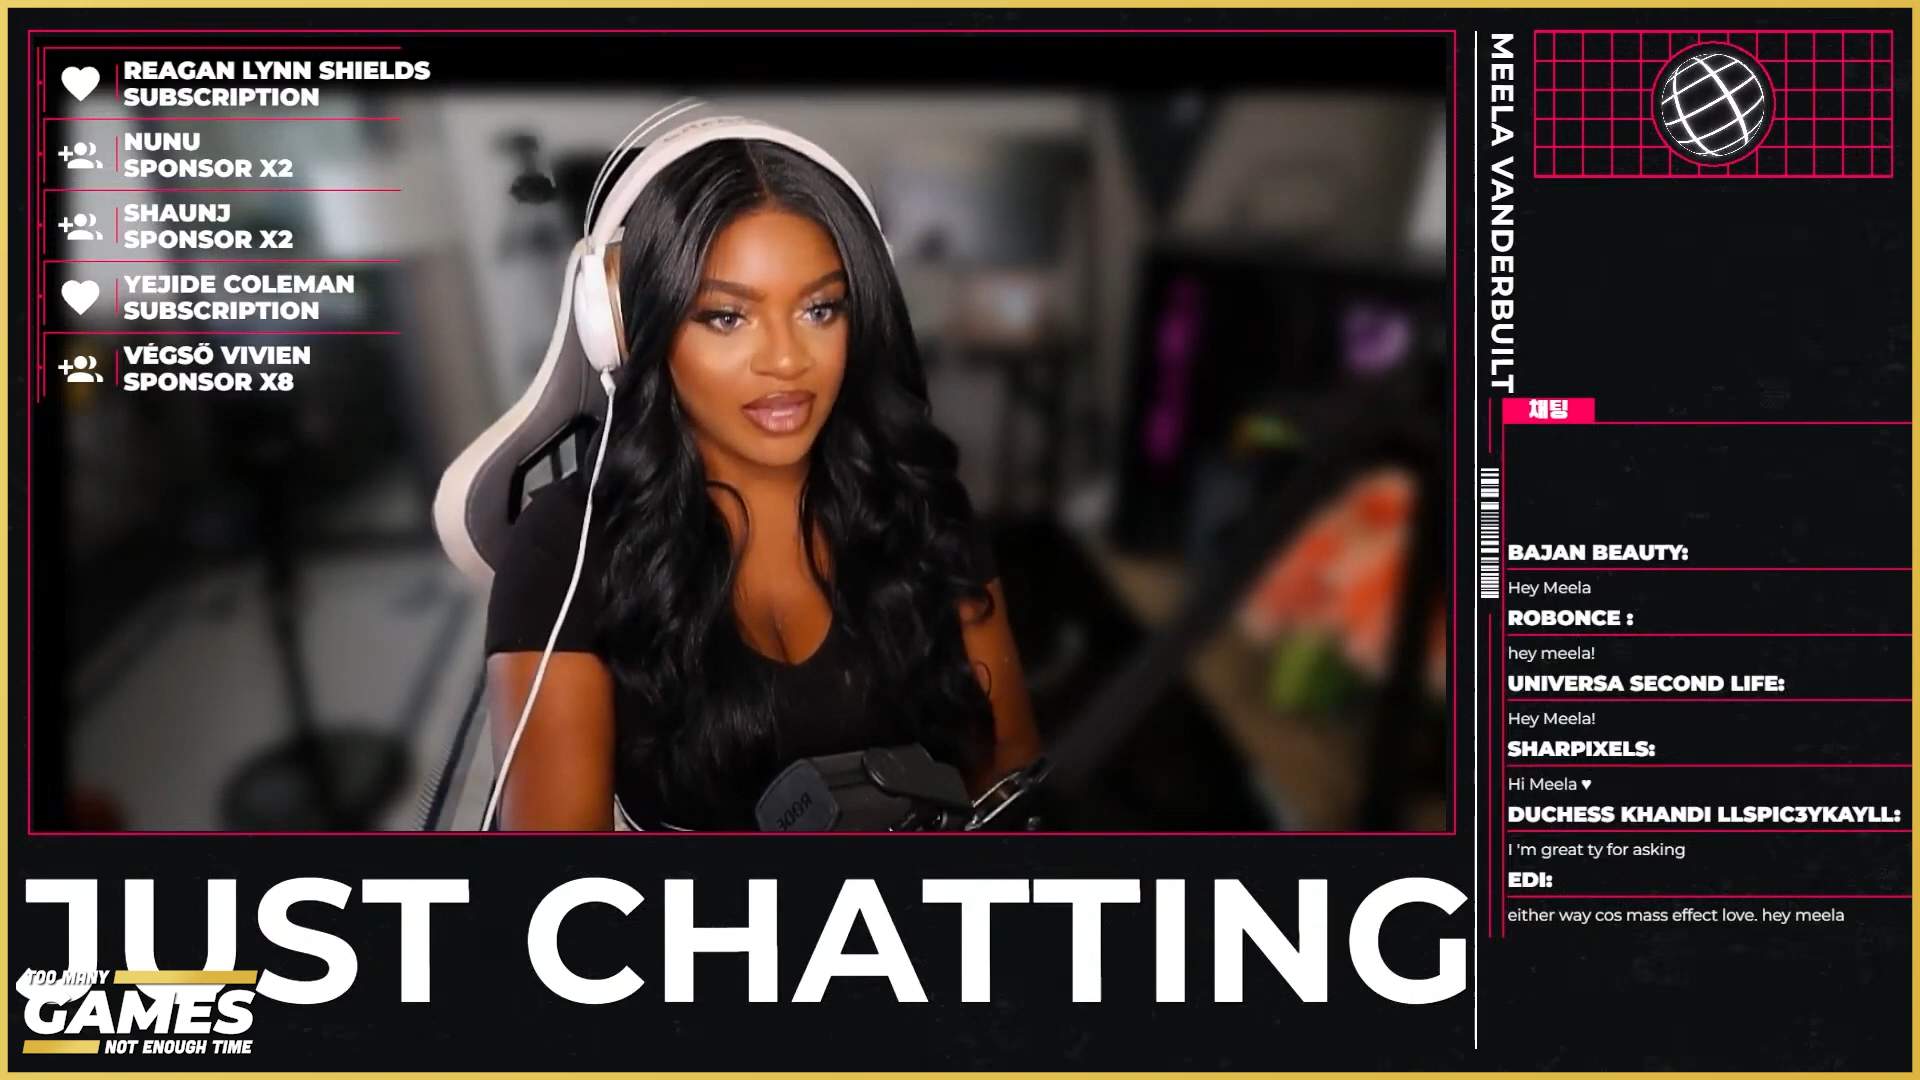 REAGAN LYNN SHIELDS
SUBSCRIPTION
NUNU
SPONSOR X2
SHAUNJ
SPONSOR X2
YEJIDE COLEMAN
SUBSCRIPTION
VÉGSŐ VIVIEN
SPONSOR X8
RODE
MEELA VANDERBUILT
채팅
BAJAN BEAUTY:
Hey Meela
ROBONCE :
hey meela!
UNIVERSA SECOND LIFE:
Hey Meela!
SHARPIXELS:
Hi Meela ♥
DUCHESS KHANDI LLSPIC3YKAYLL:
I 'm great ty for asking
EDI:
either way cos mass effect love. hey meela
JUST CHATTING
TOO MANY
GAMES
NOT ENOUGH TIME